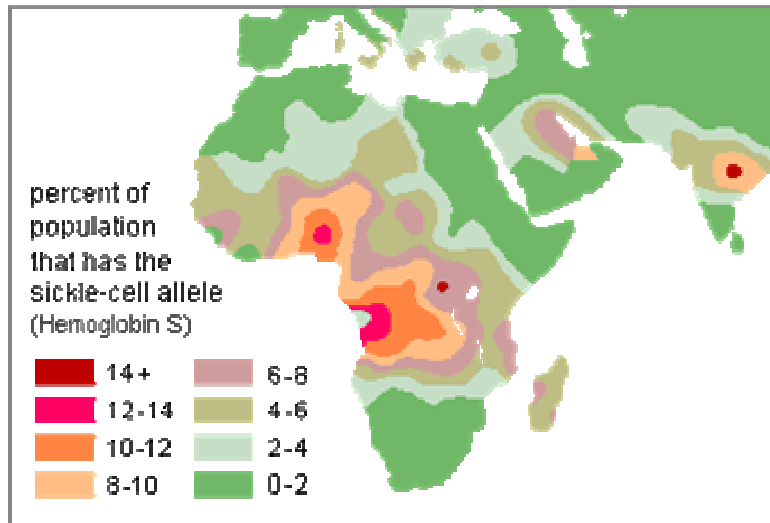 percent of
population
that has the
sickle-cell allele
(Hemoglobin S)
14+
6-8
12-14
4-6
10-12
2-4
8-10
0-2